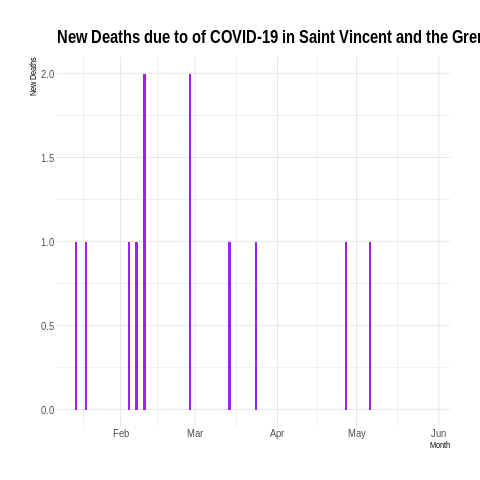 New Deaths due to of COVID-19 in Saint Vincent and the Gren
New Deaths
2.0
1.5
1.0
0.5
0.0
Feb Mar Apr May Jun
Month